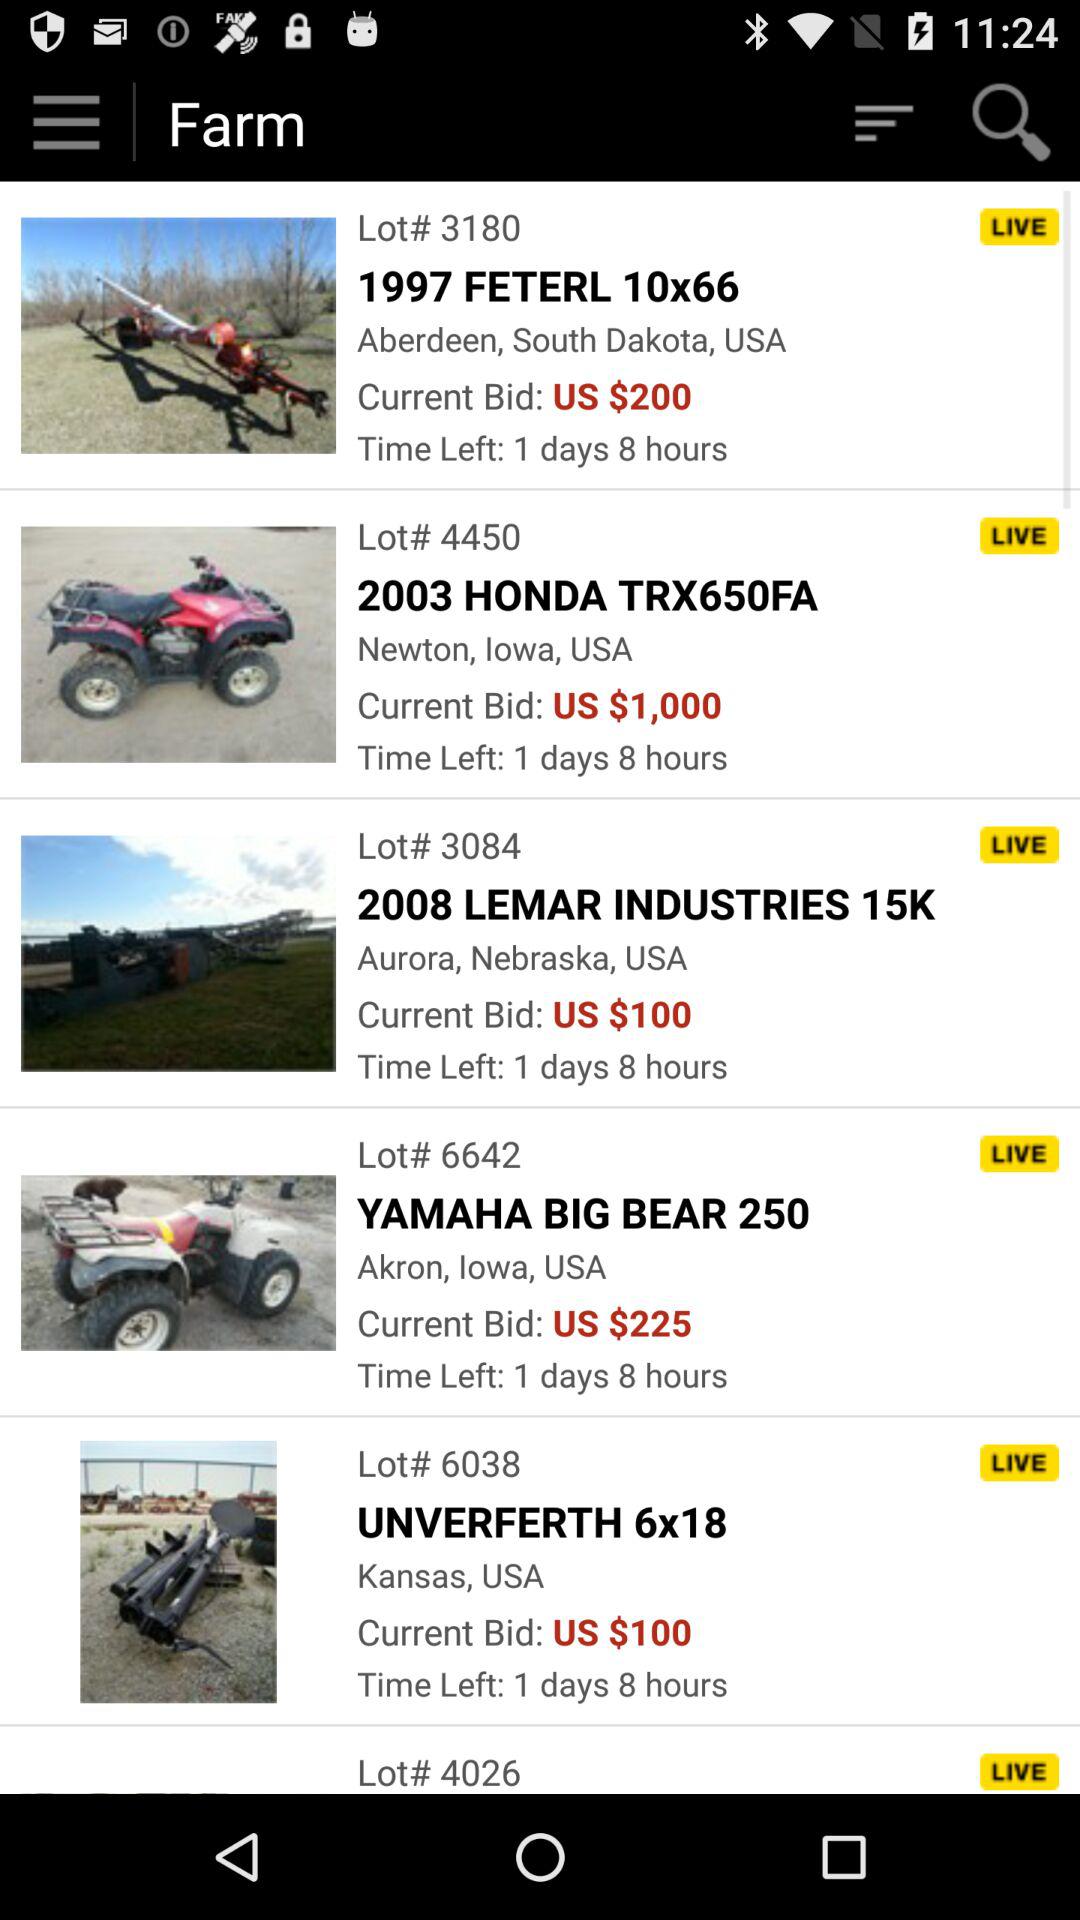 FAKE
11:24
Farm
Lot# 3180
LIVE
1997 FETERL 10x66
Aberdeen, South Dakota, USA
Current Bid: US $200
Time Left: 1 days 8 hours
Lot# 4450
LIVE
2003 HONDA TRX650FA
Newton, Iowa, USA
Current Bid: US $1,000
Time Left: 1 days 8 hours
Lot# 3084
LIVE
2008 LEMAR INDUSTRIES 15K
Aurora, Nebraska, USA
Current Bid: US $100
Time Left: 1 days 8 hours
Lot# 6642
LIVE
YAMAHA BIG BEAR 250
Akron, Iowa, USA
Current Bid: US $225
Time Left: 1 days 8 hours
Lot# 6038
LIVE
UNVERFERTH 6x18
Kansas, USA
Current Bid: US $100
Time Left: 1 days 8 hours
Lot# 4026
LIVE